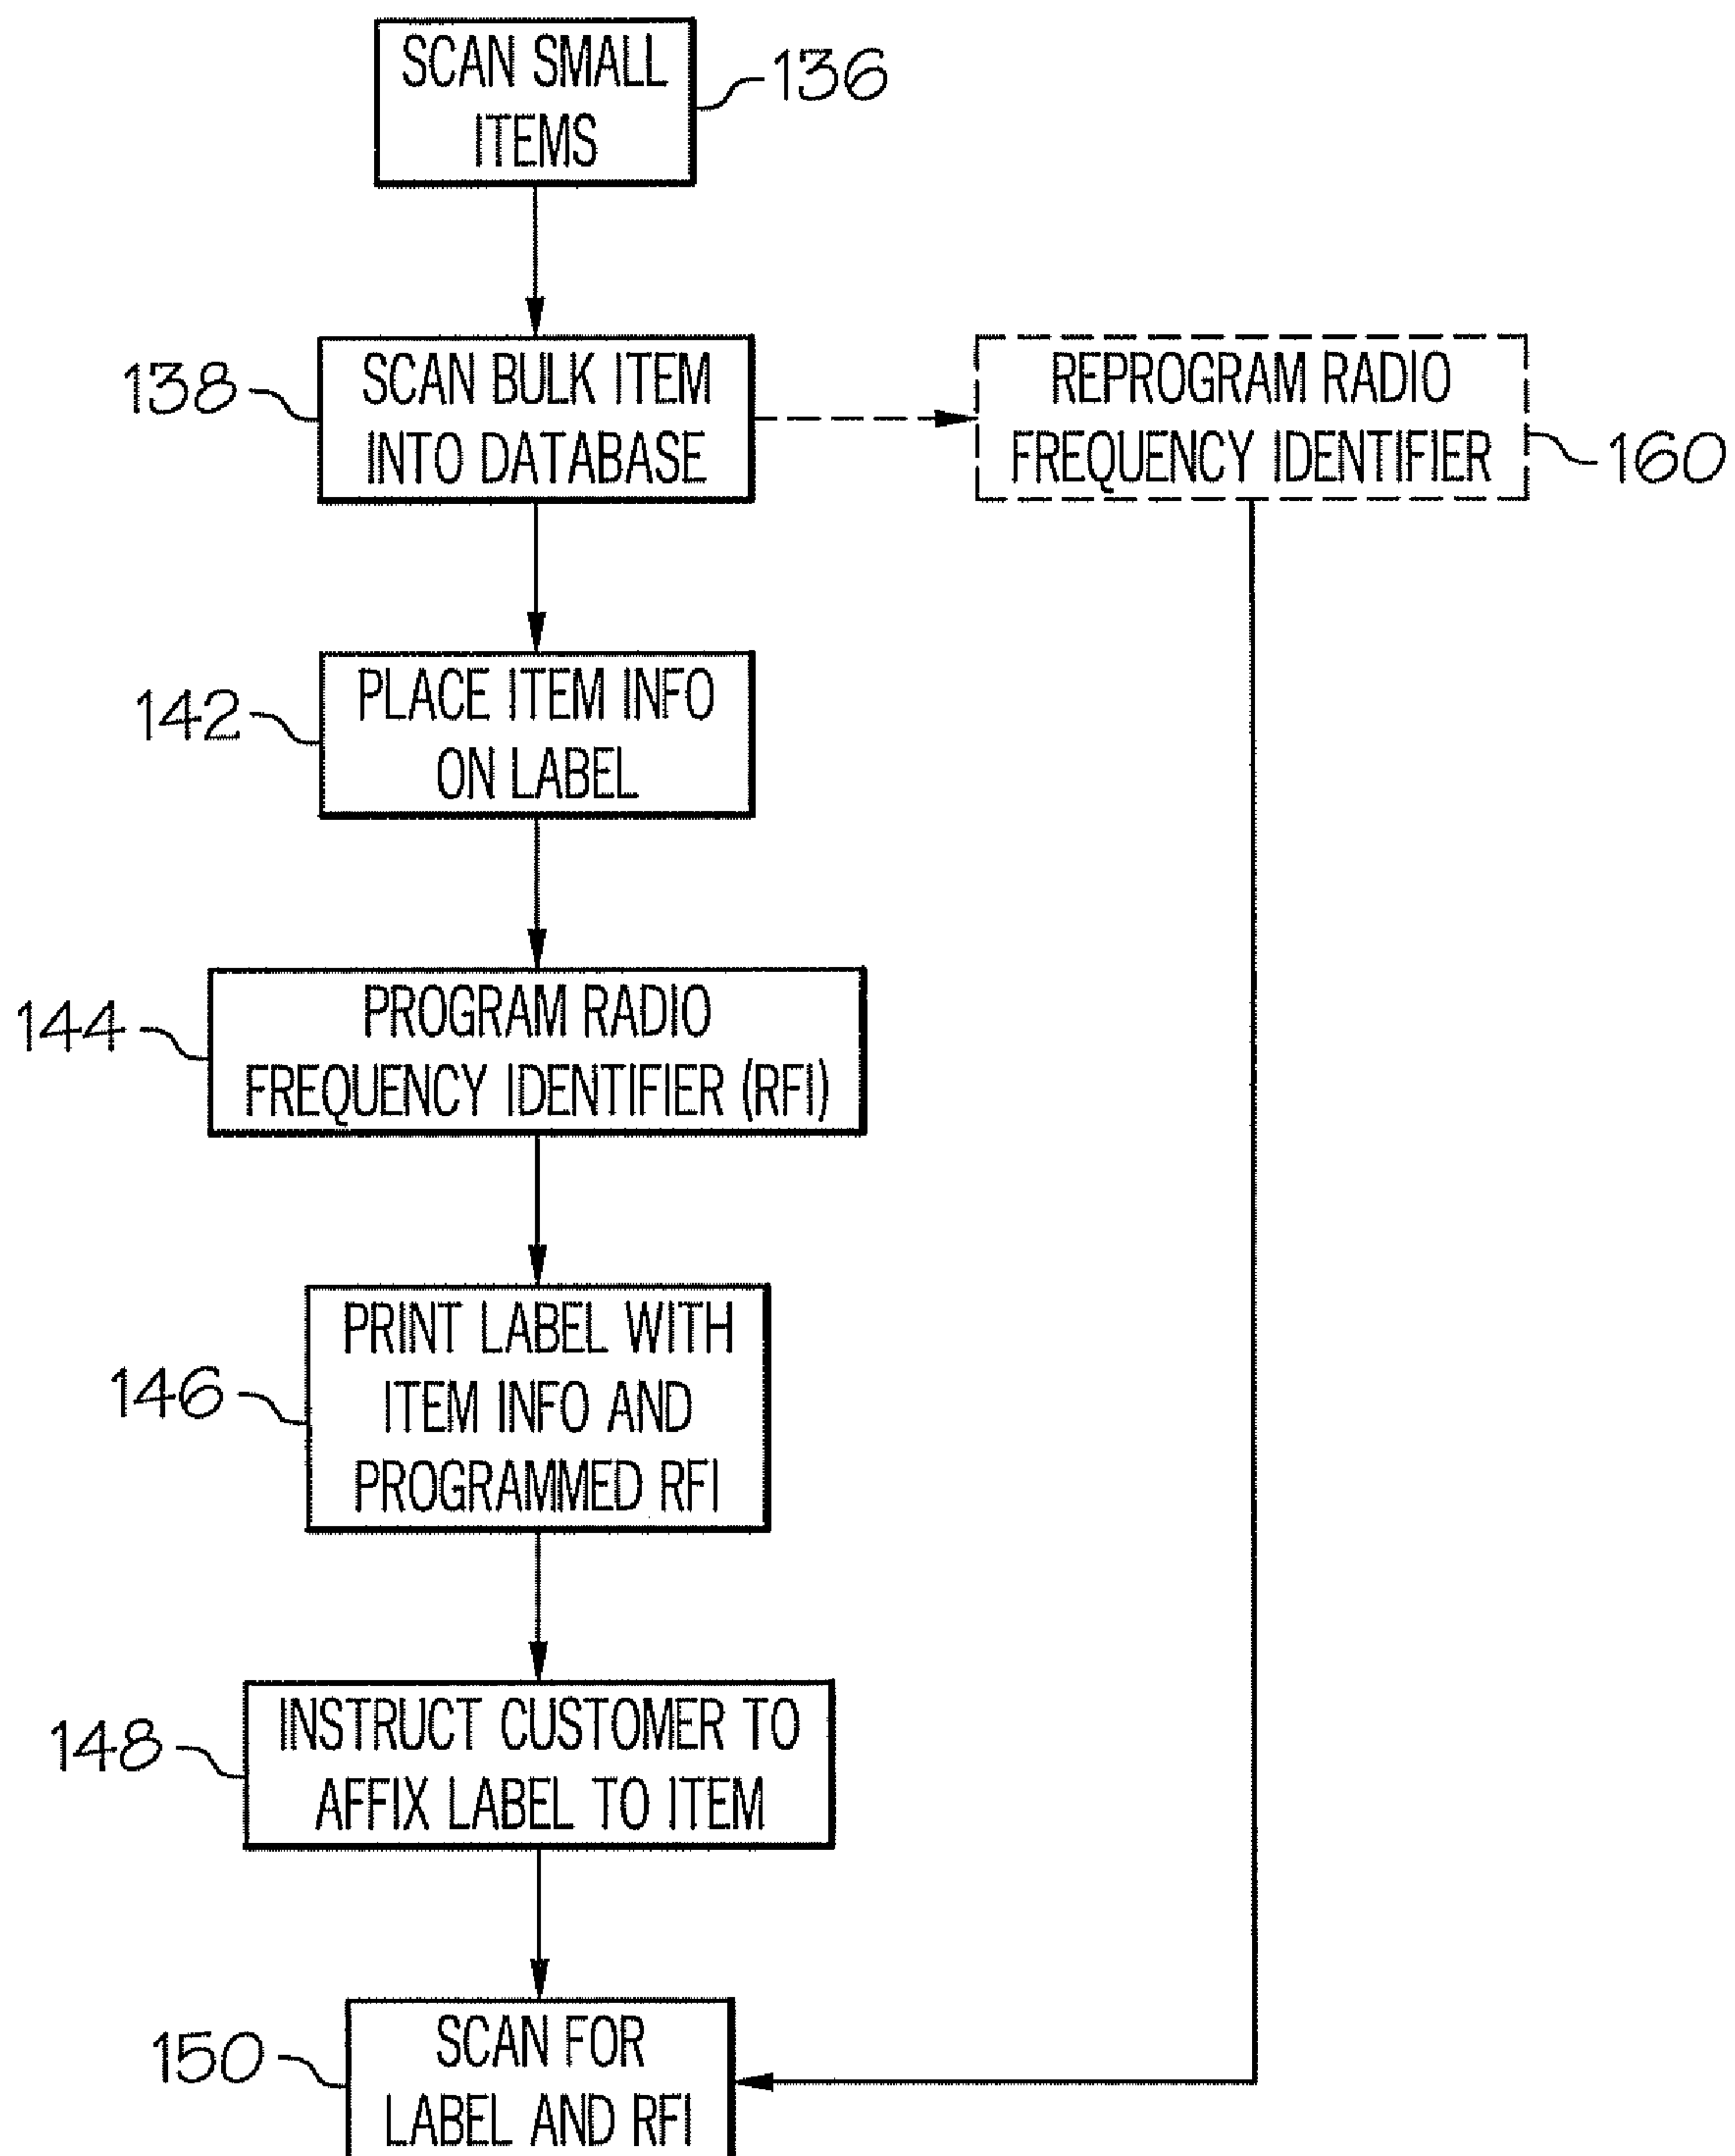 SCAN SMALL
ITEMS
136
138
SCAN BULK ITEM
INTO DATABASE
REPROGRAM RADIO
FREQUENCY IDENTIFIER
160
142
PLACE ITEM INFO
ON LABEL
144
PROGRAM RADIO
FREQUENCY IDENTIFIER (RFI)
146
PRINT LABEL WITH
ITEM INFO AND
PROGRAMMED RFI
148
INSTRUCT CUSTOMER TO
AFFIX LABEL TO ITEM
150
SCAN FOR
LABEL AND RFI